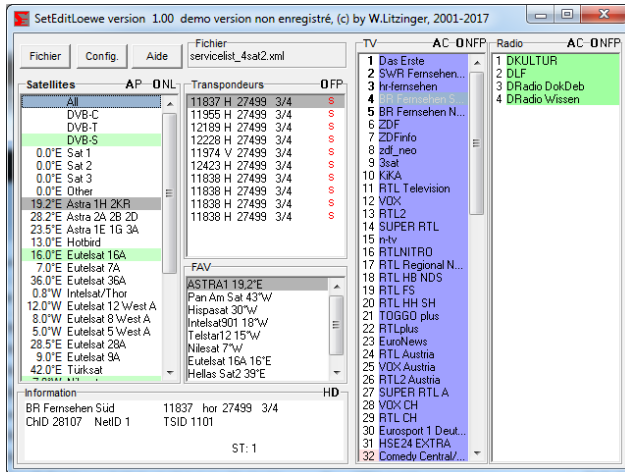 SetEditLoewe version 1.00 demo version non enregistré, (c) by W.Litzinger, 2001-2017
Fichier
Config.
Aide
Fichier
servicelist_4sat2.xml
Satellites AP ONL
All
DVB-C
DVB-T
DVB-S
0.0°E Sat 1
0.0°E Sat 2
0.0°E Sat 3
0.0°E Other
19.2°E Astra 1H 2KR
28.2°E Astra 2A 2B 2D
23.5°E Astra 1E 1G 3A
13.0°E Hotbird
16.0°E Eutelsat 16A
7.0°E Eutelsat 7A
36.0°E Eutelsat 36A
0.8°W Intelsat/Thor
12.0°W Eutelsat 12 West A
8.0°W Eutelsat 8 West A
5.0°W Eutelsat 5 West A
28.5°E Eutelsat 28A
9.0°E Eutelsat 9A
42.0°E Türksat
Transpondeurs OFP
11837 H 27499 3/4 S
11955 H 27499 3/4 S
12189 H 27499 3/4 S
12228 H 27499 3/4 S
11974 V 27499 3/4 S
12423 H 27499 3/4 S
11838 H 27499 3/4 S
11838 H 27499 3/4 S
11838 H 27499 3/4 S
11838 H 27499 3/4 S
FAV
ASTRA1 19,2°E
Pan Am Sat 43°W
Hispasat 30°W
Intelsat901 18°W
Telstar12 15°W
Nilesat 7°W
Eutelsat 16A 16°E
Hellas Sat2 39°E
Information HD
BR Fernsehen Süd 11837 hor 27499 3/4
ChID 28107 NetID 1 TSID 1101
ST: 1
TV AC-ONFP
1 Das Erste
2 SWR Fernsehen...
3 hr-fernsehen
4 BR Fernsehen S...
5 BR Fernsehen N...
6 ZDF
7 ZDFinfo
8 zdf_neo
9 3sat
10 KiKA
11 RTL Television
12 VOX
13 RTL2
14 SUPER RTL
15 n-tv
16 RTLNITRO
17 RTL Regional N...
18 RTL HB NDS
19 RTL FS
20 RTL HH SH
21 TOGGO plus
22 RTLplus
23 EuroNews
24 RTL Austria
25 VOX Austria
26 RTL2 Austria
27 SUPER RTL A
28 VOX CH
29 RTL CH
30 Eurosport 1 Deut...
31 HSE24 EXTRA
32 Comedy Central/...
Radio AC-ONFP
1 DKULTUR
2 DLF
3 DRadio DokDeb
4 DRadio Wissen